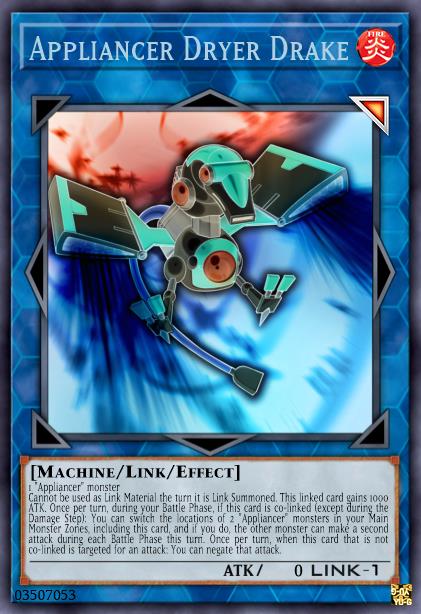 APPLIANCER DRYER DRAKE
FIRE
炎
[MACHINE/LINK/EFFECT]
1 "Appliancer" monster
Cannot be used as Link Material the turn it is Link Summoned. This linked card gains 1000
ATK. Once per turn, during your Battle Phase, if this card is co-linked (except during the
Damage Step): You can switch the locations of 2 "Appliancer" monsters in your Main
Monster Zones, including this card, and if you do, the other monster can make a second
attack during each Battle Phase this turn. Once per turn, when this card that is not
co-linked is targeted for an attack: You can negate that attack.
ATK/ 0 LINK-1
03507053